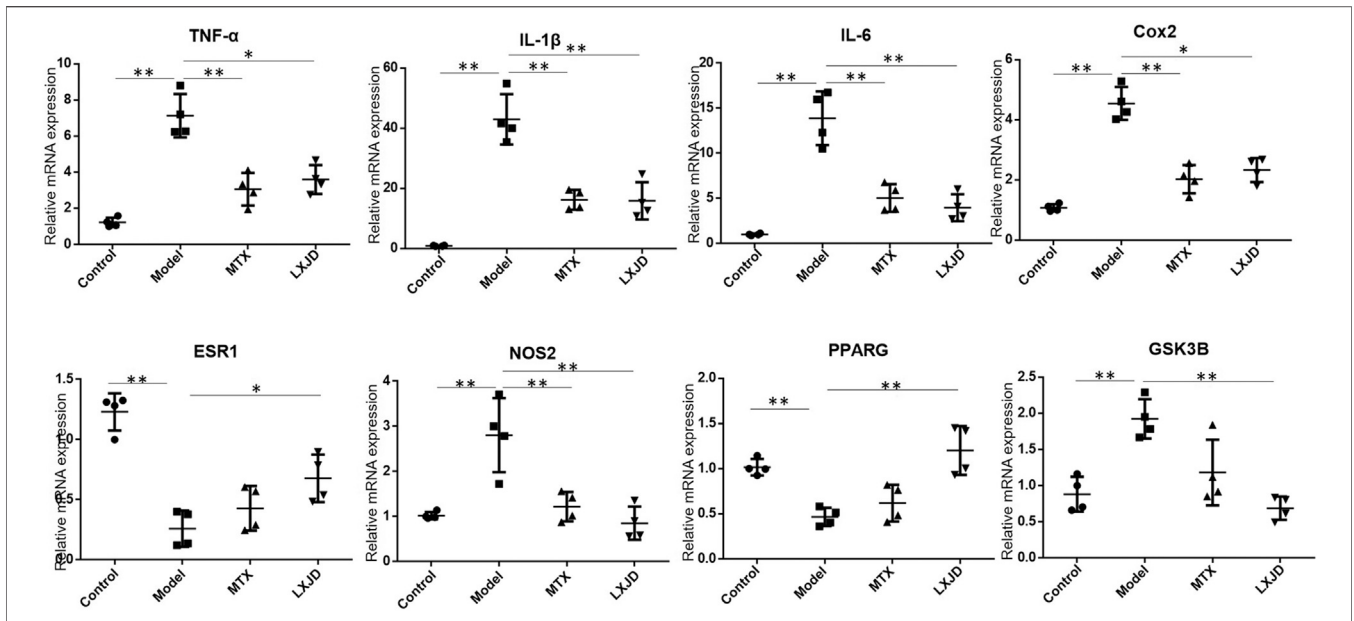 TNF-α
**
**
*
Relative mRNA expression
10
8
6
4
2
0
Control
Model
MTX
LXJD
IL-1β
**
**
**
Relative mRNA expression
60
40
20
0
Control
Model
MTX
LXJD
IL-6
**
**
**
Relative mRNA expression
20
15
10
5
0
Control
Model
MTX
LXJD
Cox2
**
**
*
Relative mRNA expression
6
4
2
0
Control
Model
MTX
LXJD
ESR1
**
*
Relative mRNA expression
1.5
1.0
0.5
0.0
Control
Model
MTX
LXJD
NOS2
**
**
**
Relative mRNA expression
4
3
2
1
0
Control
Model
MTX
LXJD
PPARG
**
**
Relative mRNA expression
2.0
1.5
1.0
0.5
0.0
Control
Model
MTX
LXJD
GSK3B
**
**
Relative mRNA expression
2.5
2.0
1.5
1.0
0.5
0.0
Control
Model
MTX
LXJD